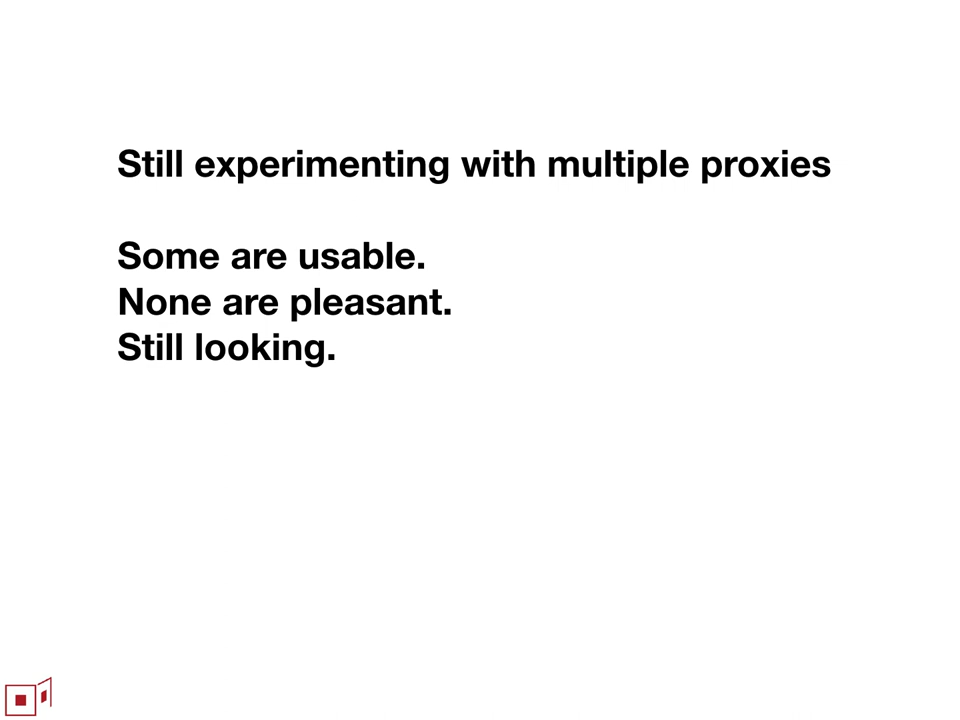 Still experimenting with multiple proxies
Some are usable.
None are pleasant.
Still looking.